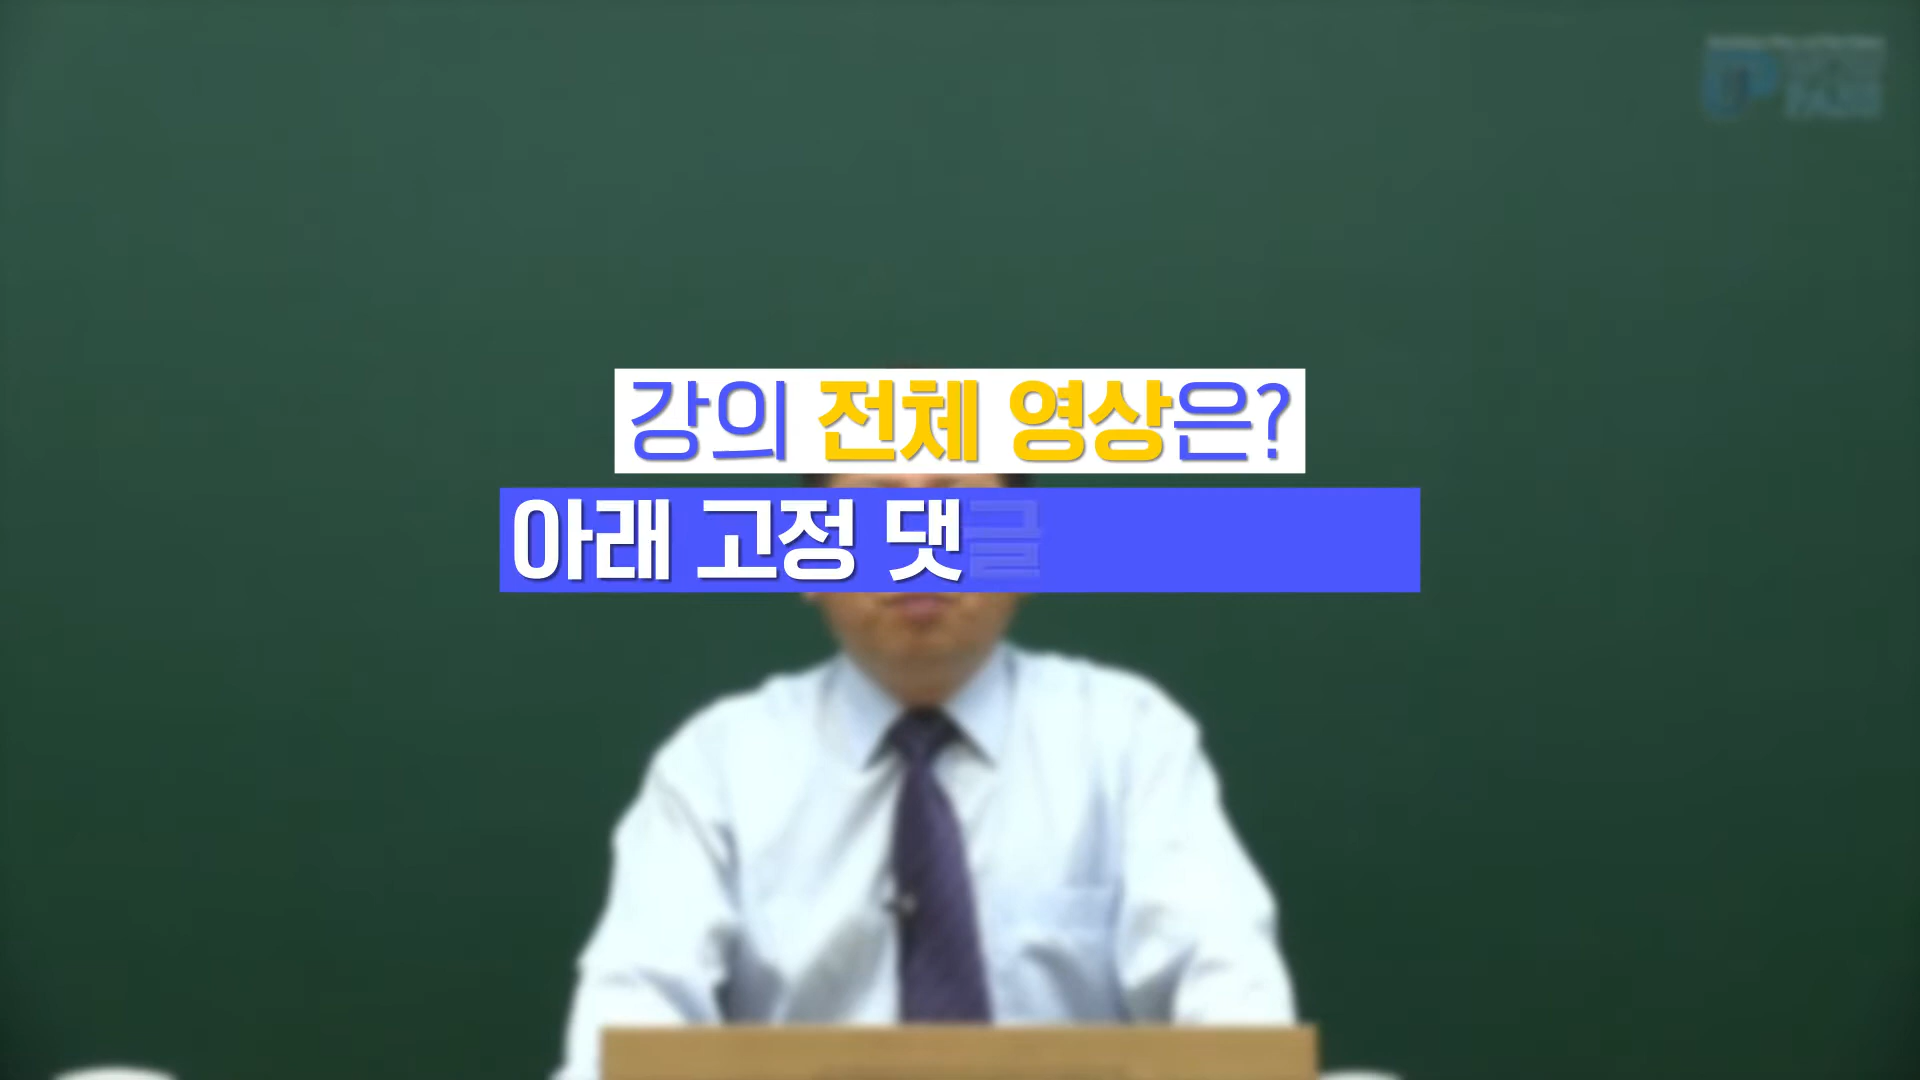 강의 전체 영상은?
아래 고정 댓글